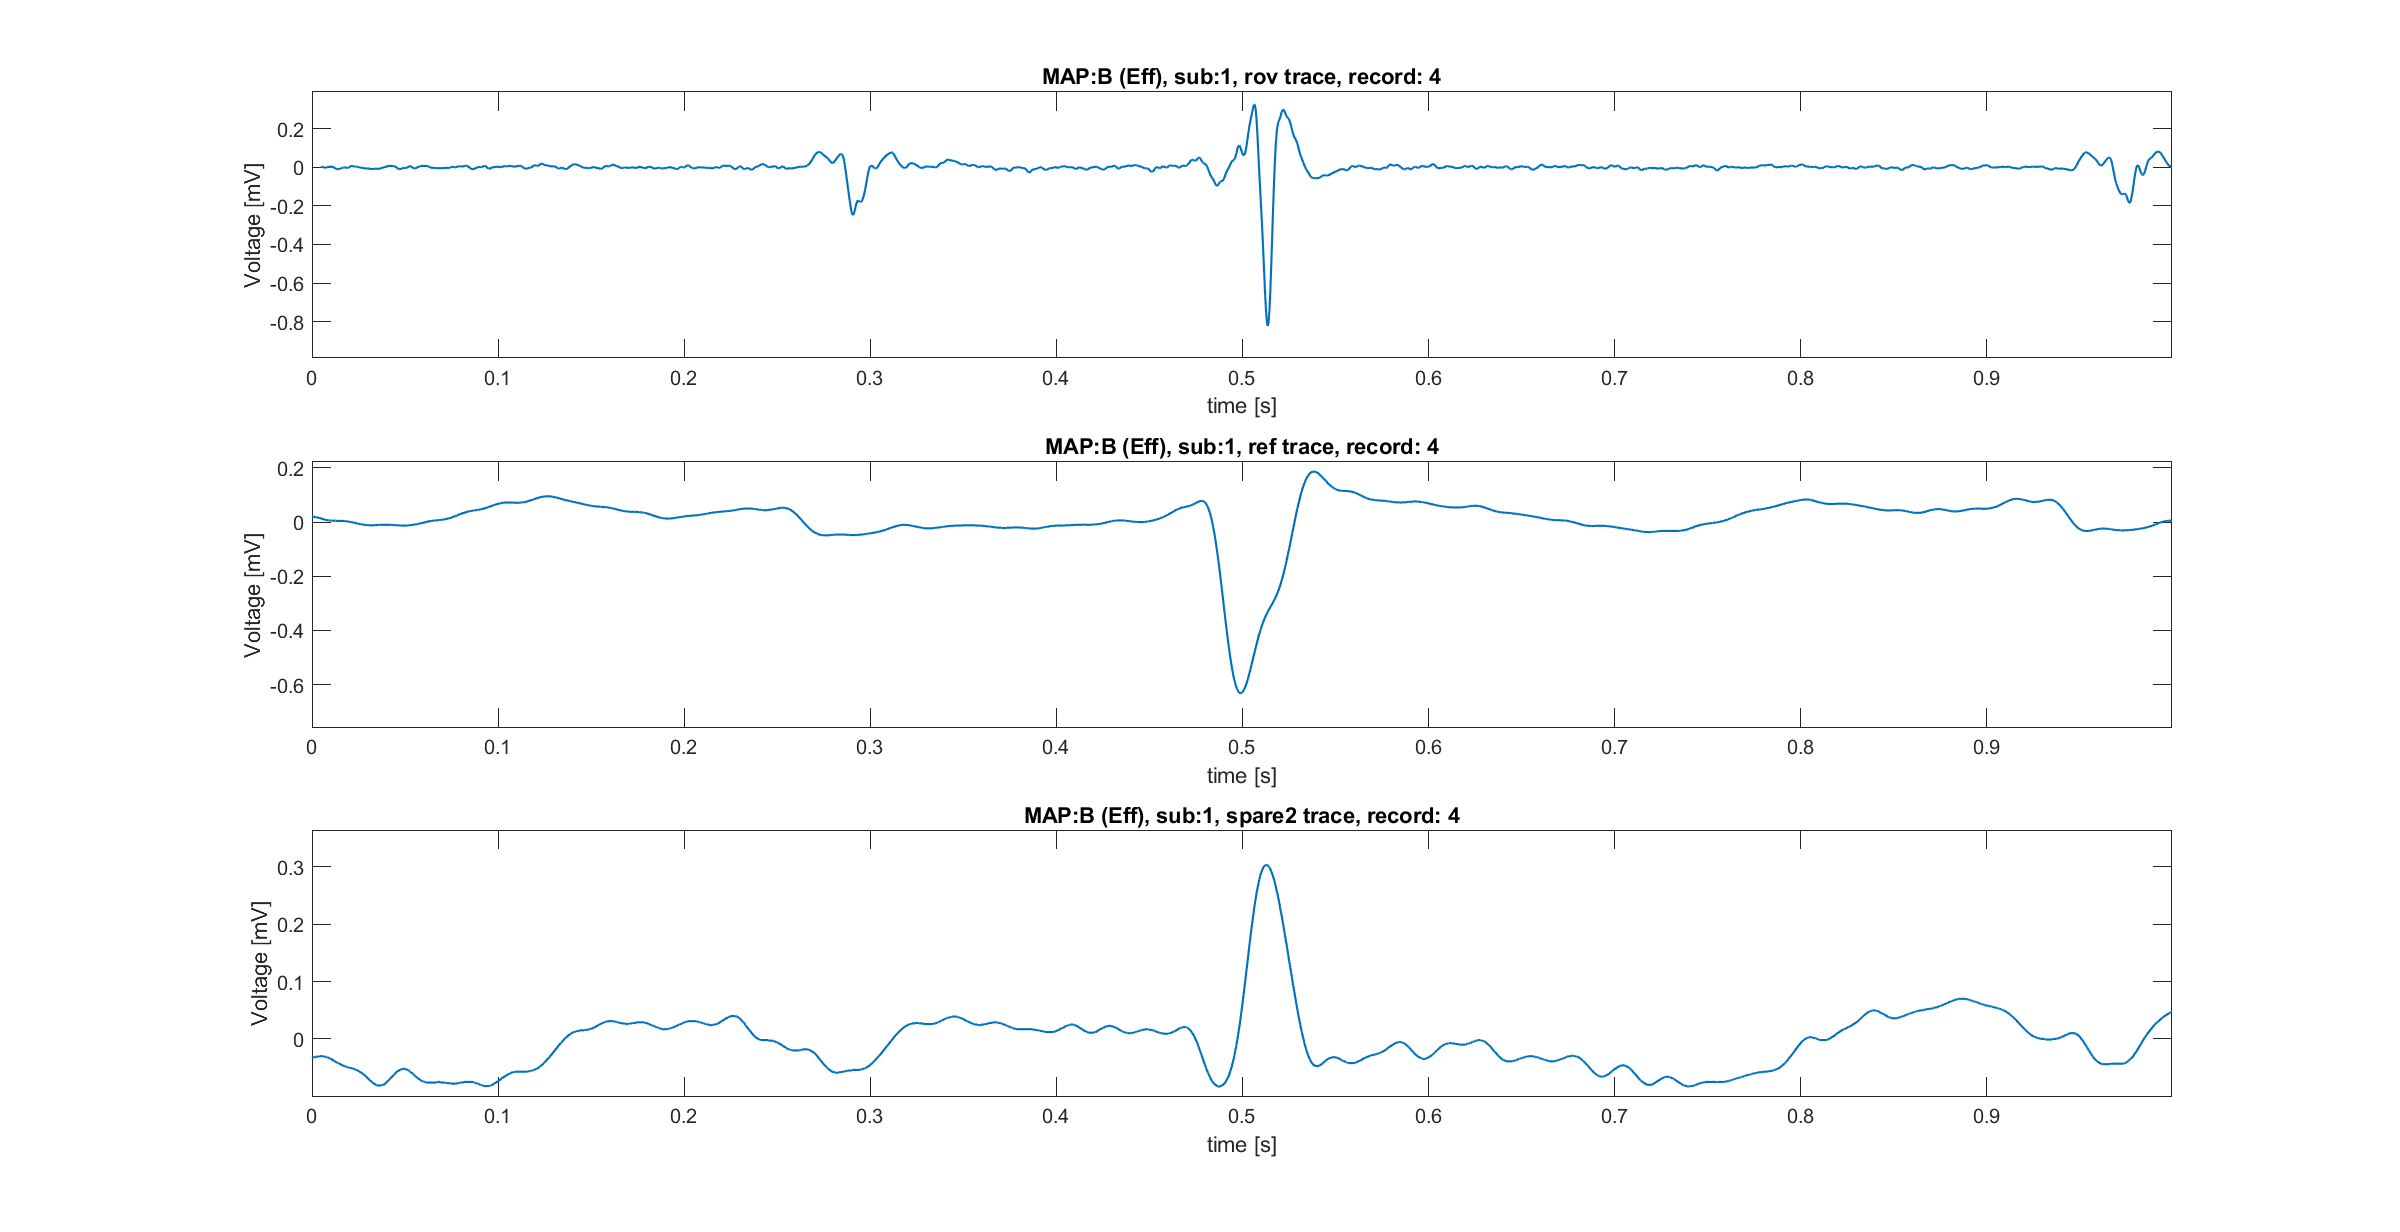 MAP:B (Eff), sub:1, rov trace, record: 4
Voltage [mV]
0.2
0
-0.2
-0.4
-0.6
-0.8
0 0.1 0.2 0.3 0.4 0.5 0.6 0.7 0.8 0.9
time [s]
MAP:B (Eff), sub:1, ref trace, record: 4
Voltage [mV]
0.2
0
-0.2
-0.4
-0.6
0 0.1 0.2 0.3 0.4 0.5 0.6 0.7 0.8 0.9
time [s]
MAP:B (Eff), sub:1, spare2 trace, record: 4
Voltage [mV]
0.3
0.2
0.1
0
0 0.1 0.2 0.3 0.4 0.5 0.6 0.7 0.8 0.9
time [s]